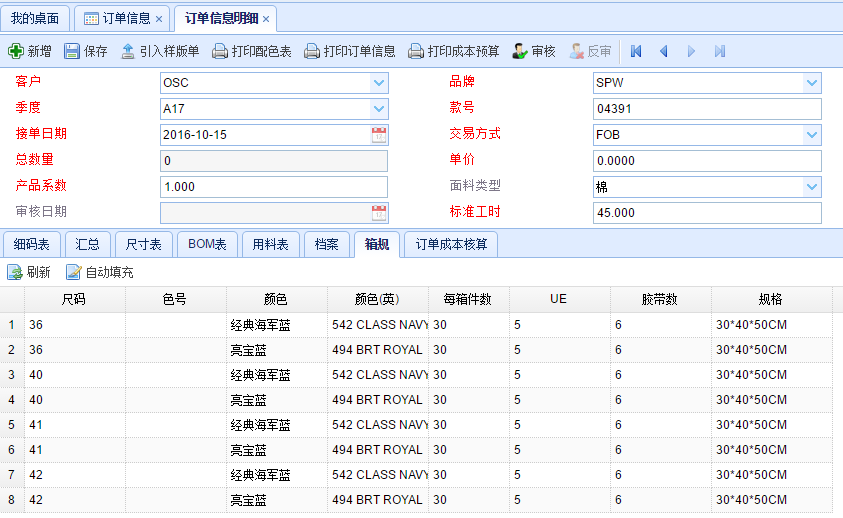 我的桌面 订单信息 × 订单信息明细 ×
新增 保存 引入样版单 打印配色表 打印订单信息 打印成本预算 审核 反审
客户 OSC 品牌 SPW
季度 A17 款号 04391
接单日期 2016-10-15 交易方式 FOB
总数量 0 单价 0.0000
产品系数 1.000 面料类型 棉
审核日期 标准工时 45.000
细码表 汇总 尺寸表 BOM表 用料表 档案 箱规 订单成本核算
刷新 自动填充
尺码 色号 颜色 颜色(英) 每箱件数 UE 胶带数 规格
1 36 经典海军蓝 542 CLASS NAVY 30 5 6 30*40*50CM
2 36 亮宝蓝 494 BRT ROYAL 30 5 6 30*40*50CM
3 40 经典海军蓝 542 CLASS NAVY 30 5 6 30*40*50CM
4 40 亮宝蓝 494 BRT ROYAL 30 5 6 30*40*50CM
5 41 经典海军蓝 542 CLASS NAVY 30 5 6 30*40*50CM
6 41 亮宝蓝 494 BRT ROYAL 30 5 6 30*40*50CM
7 42 经典海军蓝 542 CLASS NAVY 30 5 6 30*40*50CM
8 42 亮宝蓝 494 BRT ROYAL 30 5 6 30*40*50CM